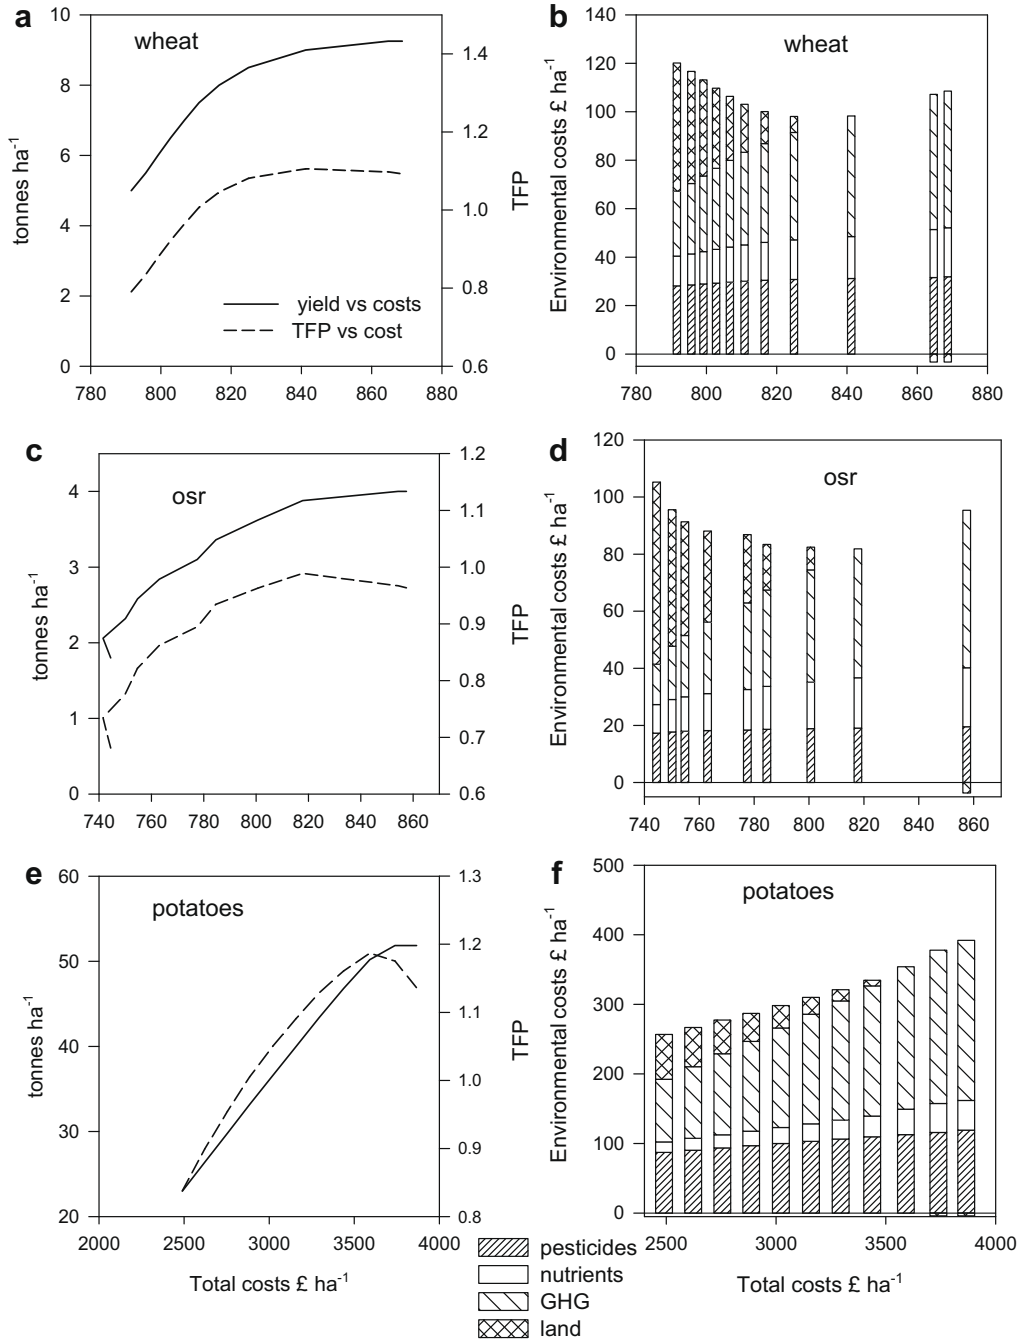 a
wheat
10
8
6
4
2
0
tonnes ha⁻¹
1.4
1.2
1.0
0.8
0.6
TFP
yield vs costs
TFP vs cost
780 800 820 840 860 880
b
wheat
140
120
100
80
60
40
20
0
Environmental costs £ ha⁻¹
780 800 820 840 860 880
c
osr
4
3
2
1
0
tonnes ha⁻¹
1.2
1.1
1.0
0.9
0.8
0.7
0.6
TFP
740 760 780 800 820 840 860
d
osr
120
100
80
60
40
20
0
Environmental costs £ ha⁻¹
740 760 780 800 820 840 860
e
potatoes
60
50
40
30
20
tonnes ha⁻¹
1.3
1.2
1.1
1.0
0.9
0.8
TFP
2000 2500 3000 3500 4000
Total costs £ ha⁻¹
f
potatoes
500
400
300
200
100
0
Environmental costs £ ha⁻¹
2500 3000 3500 4000
Total costs £ ha⁻¹
pesticides
nutrients
GHG
land